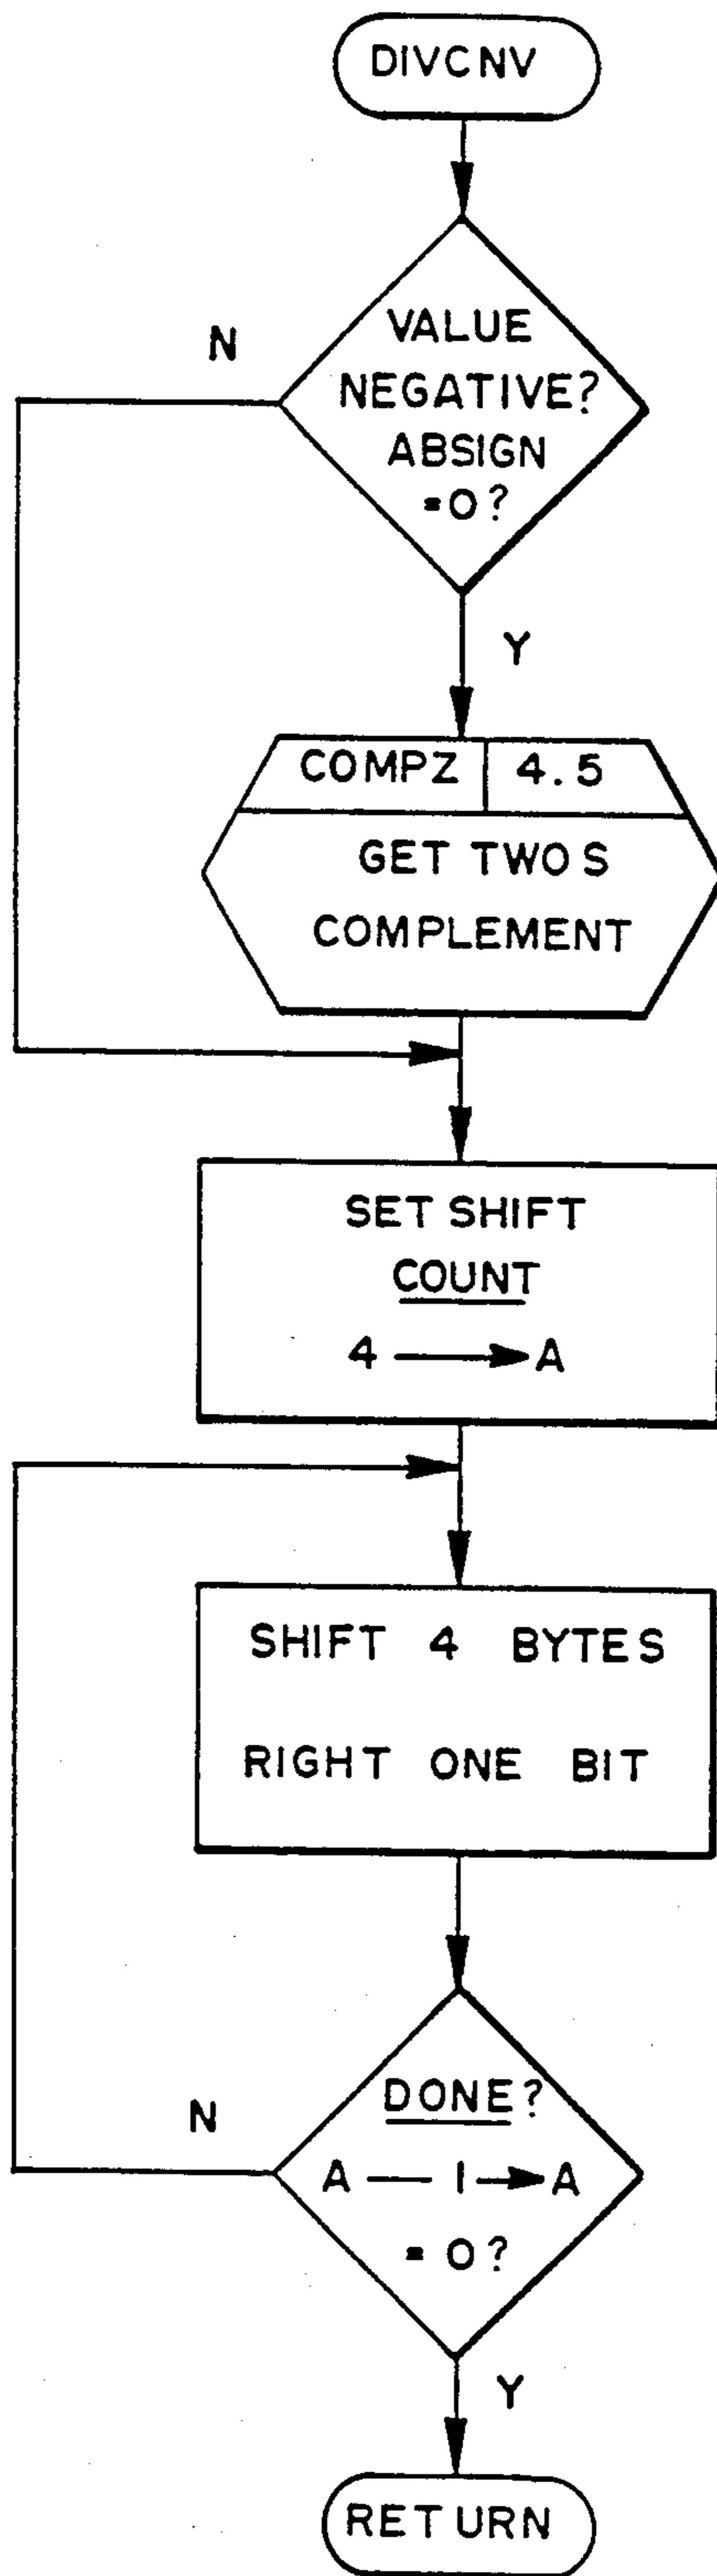 DIVCNV
N
VALUE
NEGATIVE?
ABSIGN
=0?
Y
COMPZ 4.5
GET TWOS
COMPLEMENT
SET SHIFT
COUNT
4 → A
SHIFT 4 BYTES
RIGHT ONE BIT
N
DONE?
A — 1 → A
= 0?
Y
RETURN